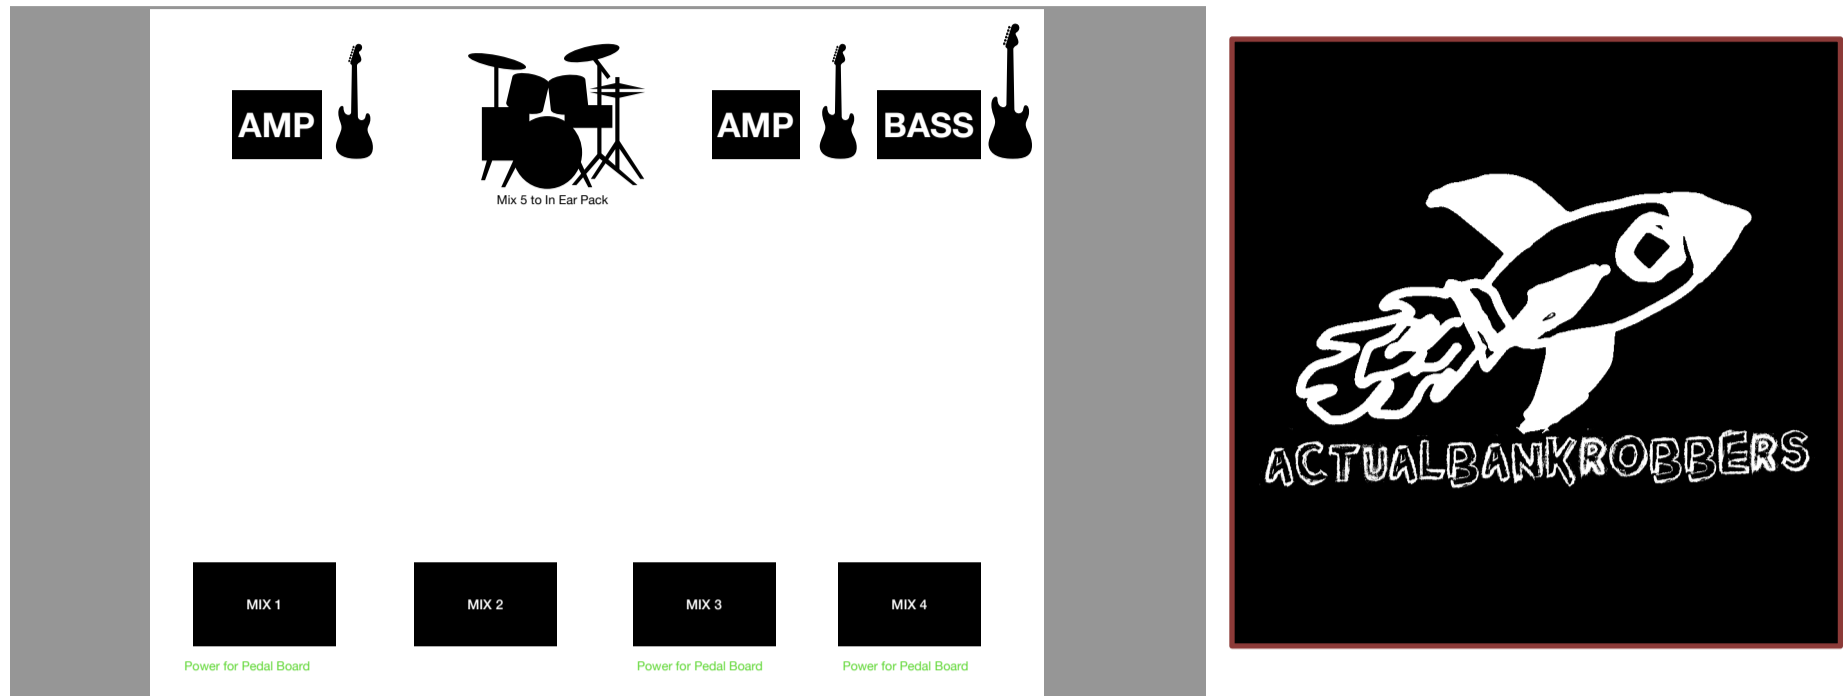 AMP
AMP
BASS
Mix 5 to In Ear Pack
MIX 1
MIX 2
MIX 3
MIX 4
Power for Pedal Board
Power for Pedal Board
Power for Pedal Board
ACTUALBANKROBBERS